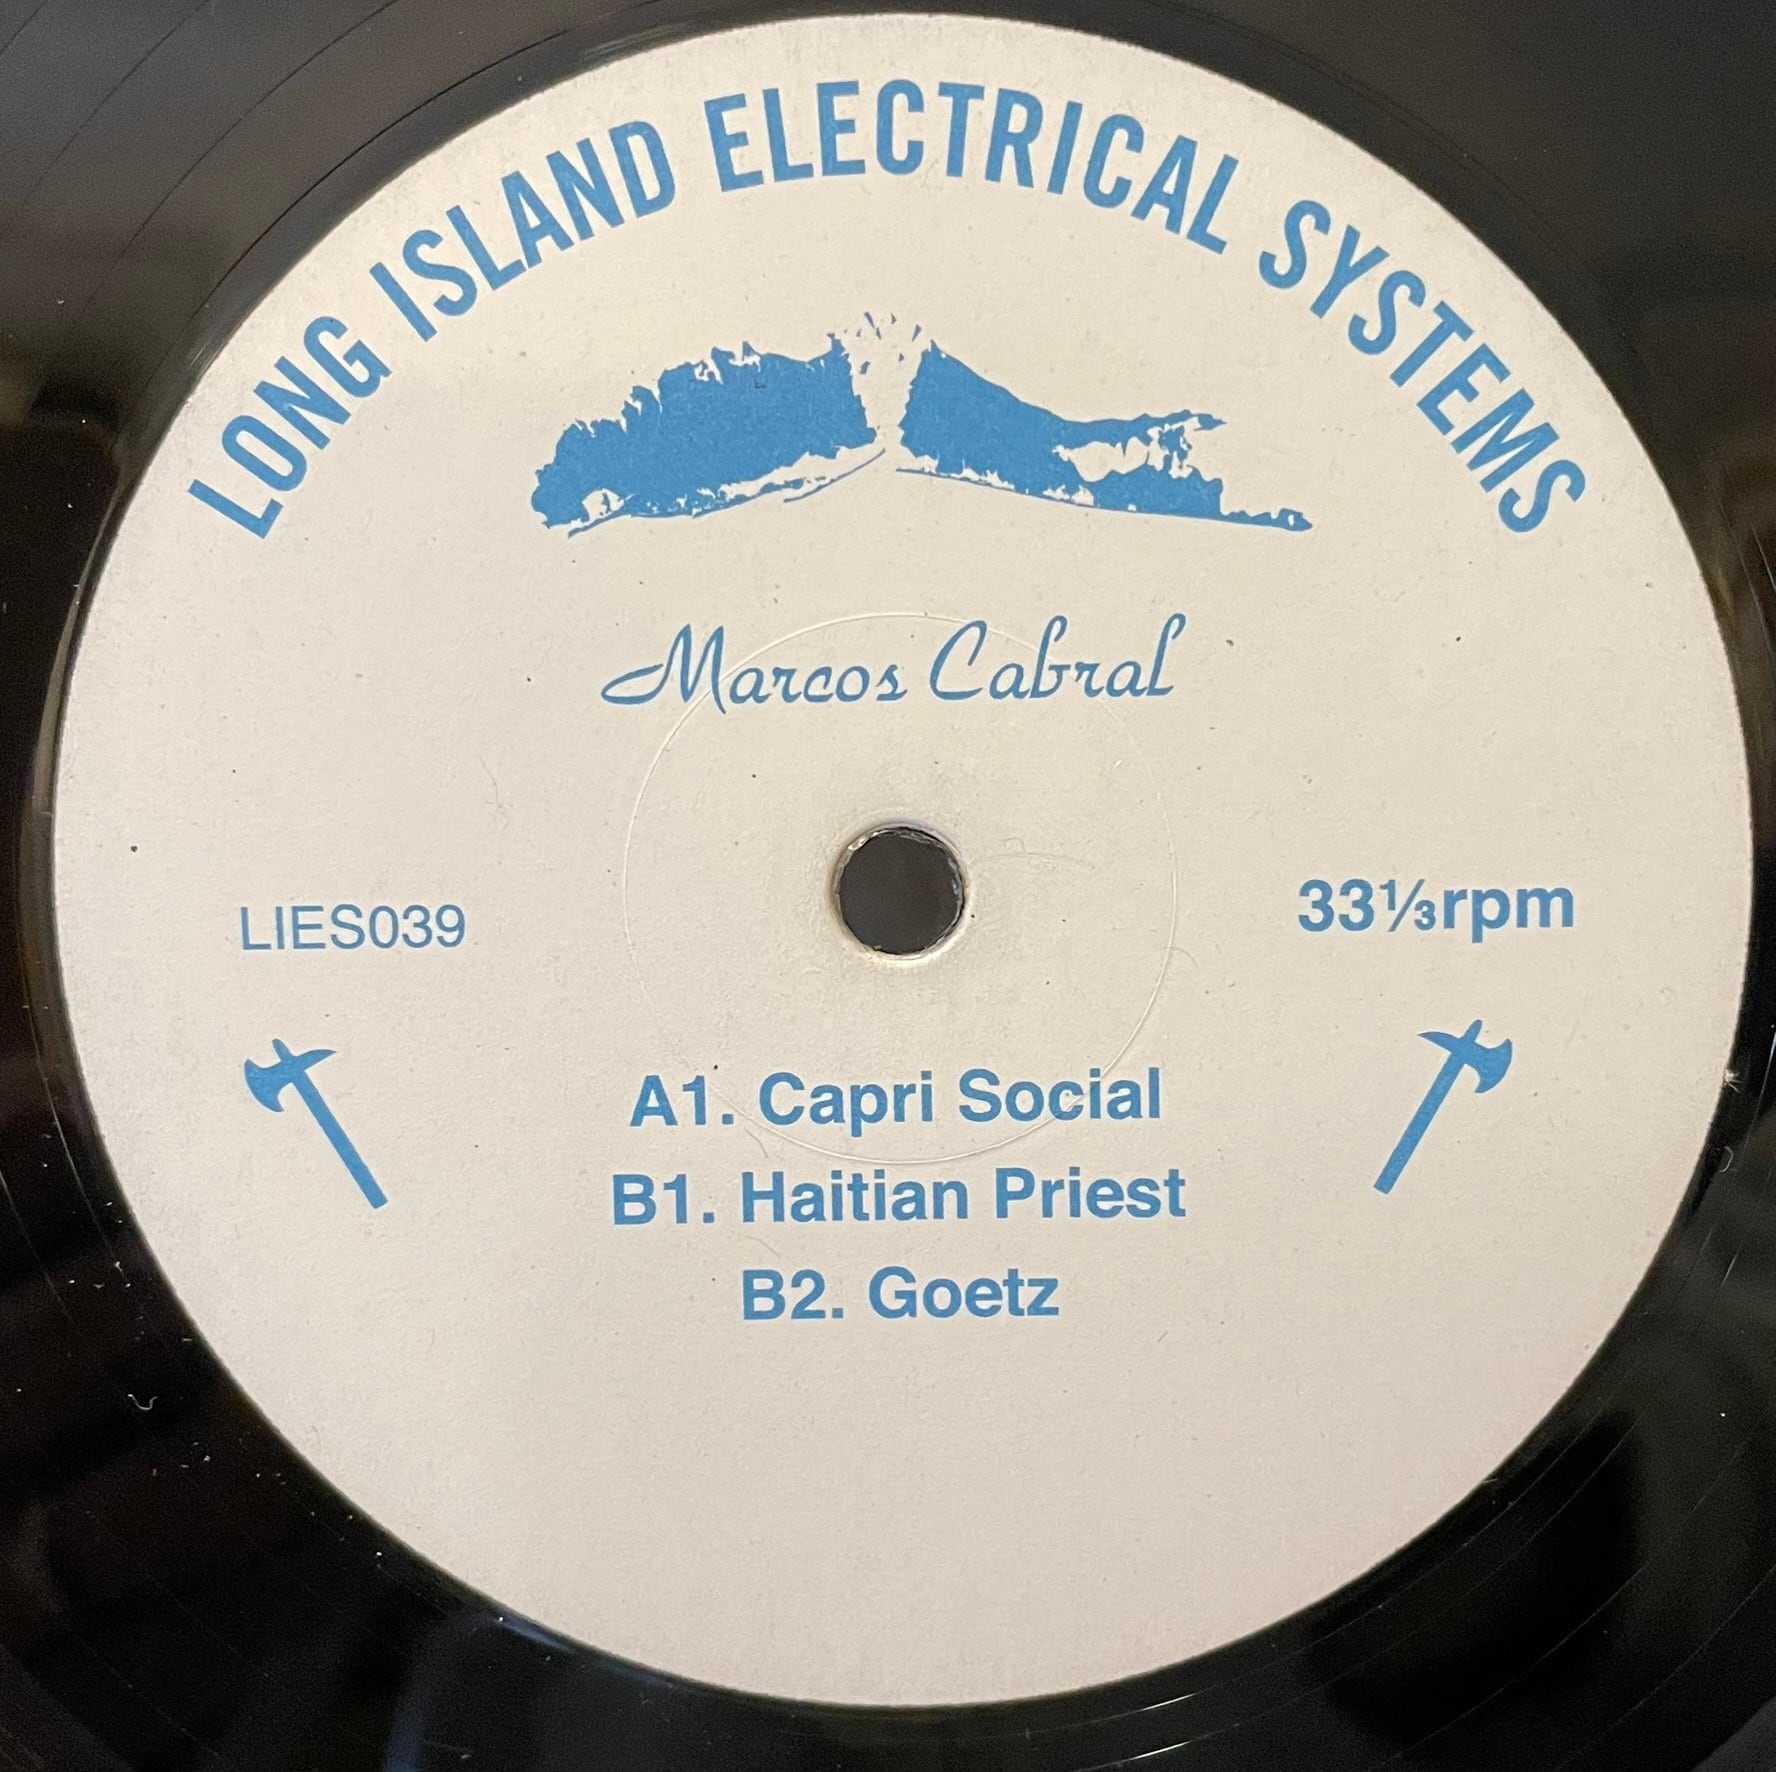 LONG ISLAND ELECTRICAL SYSTEMS
Marcos Cabral
LIES039
33⅓rpm
A1. Capri Social
B1. Haitian Priest
B2. Goetz